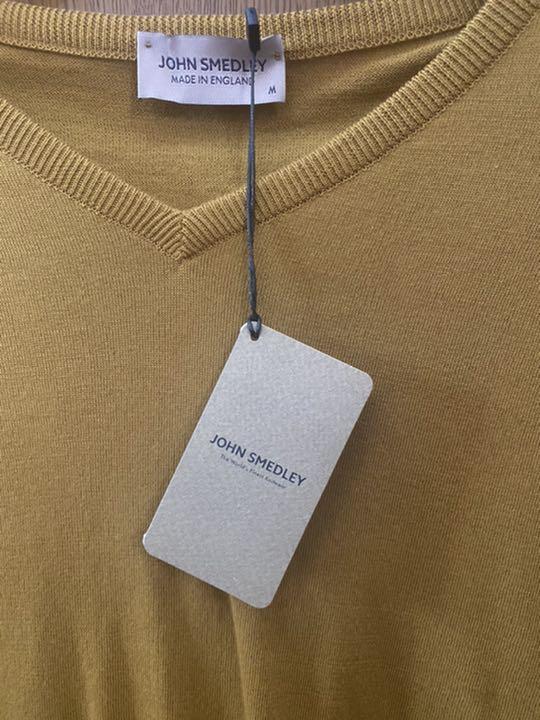 JOHN SMEDLEY
MADE IN ENGLAND
M
JOHN SMEDLEY
The World's Finest Knitwear